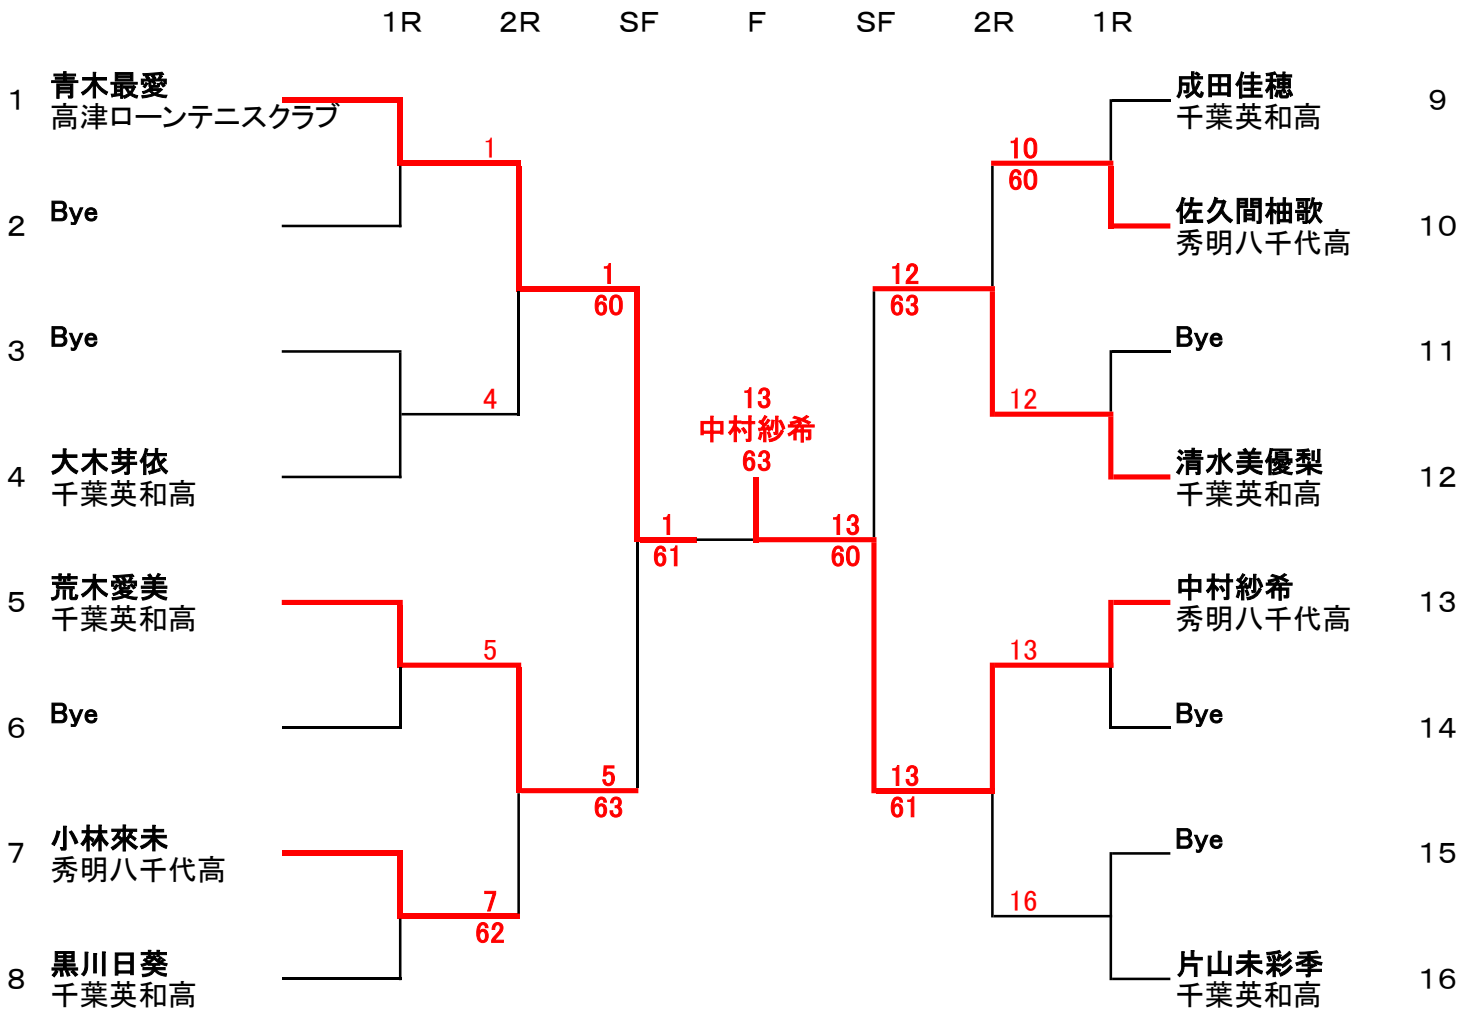 1R 2R SF F SF 2R 1R
1 青木最愛
高津ローンテニスクラブ
2 Bye
3 Bye
4 大木芽依
千葉英和高
5 荒木愛美
千葉英和高
6 Bye
7 小林來未
秀明八千代高
8 黒川日葵
千葉英和高
1
4
5
7
62
1
60
5
63
1
61
13
中村紗希
63
13
60
12
63
13
61
10
60
12
13
16
成田佳穂 9
千葉英和高
佐久間柚歌 10
秀明八千代高
Bye 11
清水美優梨 12
千葉英和高
中村紗希 13
秀明八千代高
Bye 14
Bye 15
片山未彩季 16
千葉英和高